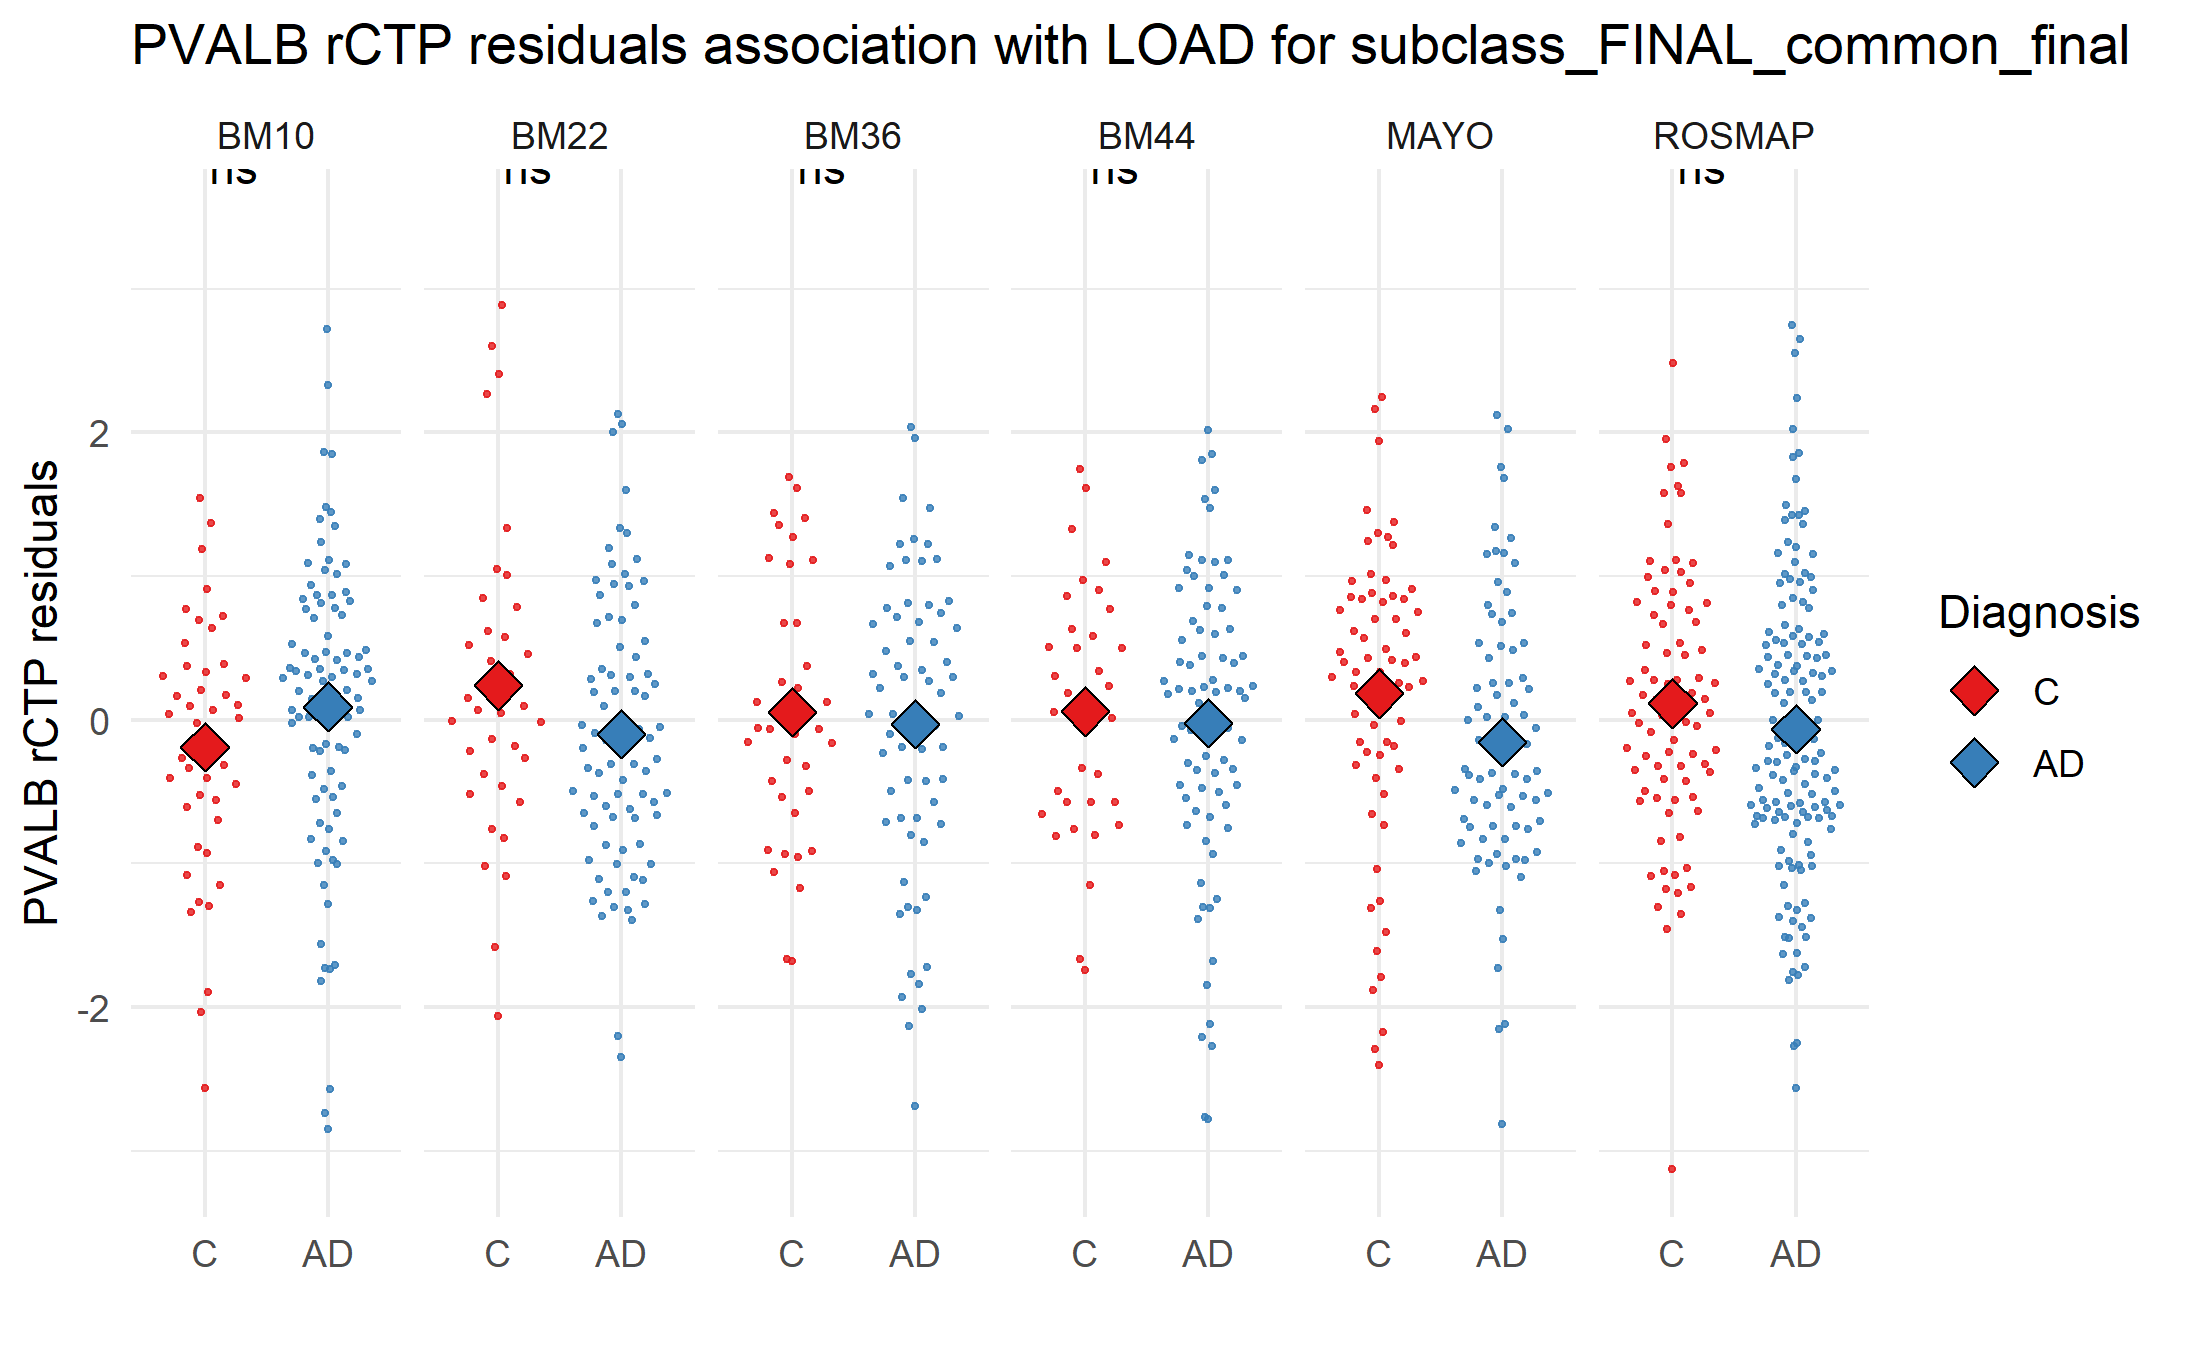 PVALB rCTP residuals association with LOAD for subclass_FINAL_common_final
BM10 BM22 BM36 BM44 MAYO ROSMAP
ns ns ns ns ns
PVALB rCTP residuals
2
0
-2
C AD C AD C AD C AD C AD C AD
Diagnosis
C
AD